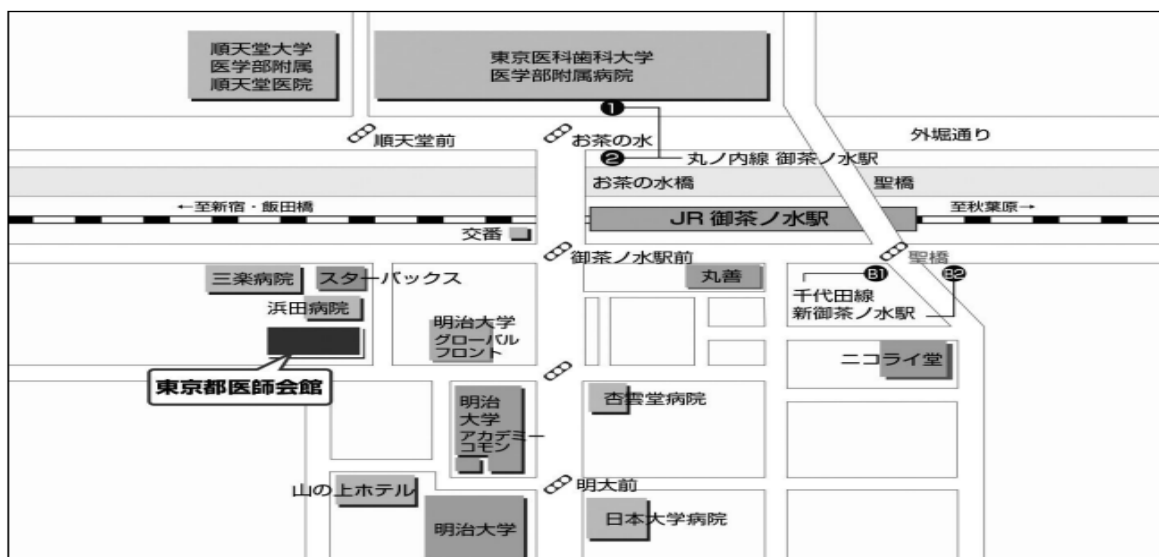 順天堂大学
医学部附属
順天堂医院
東京医科歯科大学
医学部附属病院
1
順天堂前
お茶の水
外堀通り
2
丸ノ内線 御茶ノ水駅
お茶の水橋
聖橋
←至新宿・飯田橋
JR 御茶ノ水駅
至秋葉原→
交番
御茶ノ水駅前
聖橋
三楽病院
スターバックス
丸善
B1
B2
千代田線
新御茶ノ水駅
浜田病院
明治大学
グローバル
フロント
ニコライ堂
東京都医師会館
明治
大学
アカデミー
コモン
杏雲堂病院
山の上ホテル
明大前
明治大学
日本大学病院